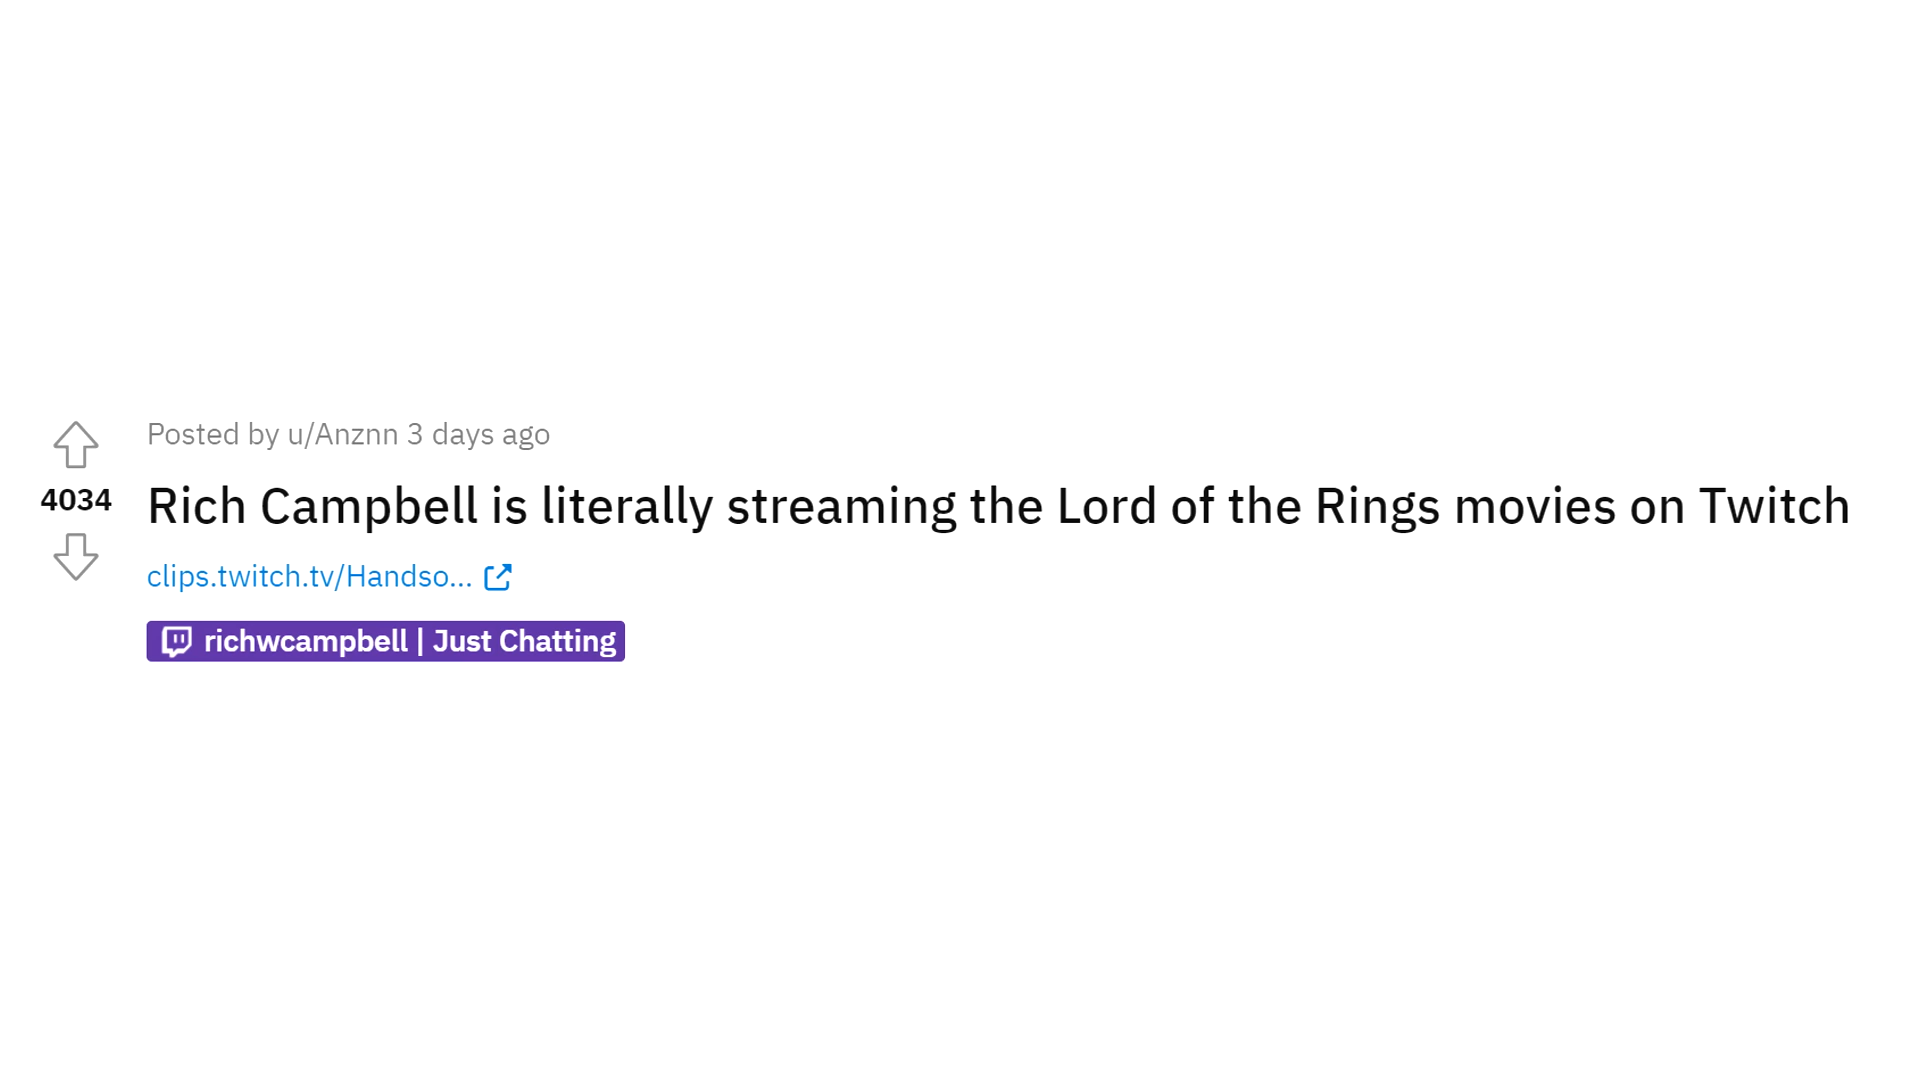 Posted by u/Anznn 3 days ago
4034
Rich Campbell is literally streaming the Lord of the Rings movies on Twitch
clips.twitch.tv/Handso...
richwcampbell | Just Chatting